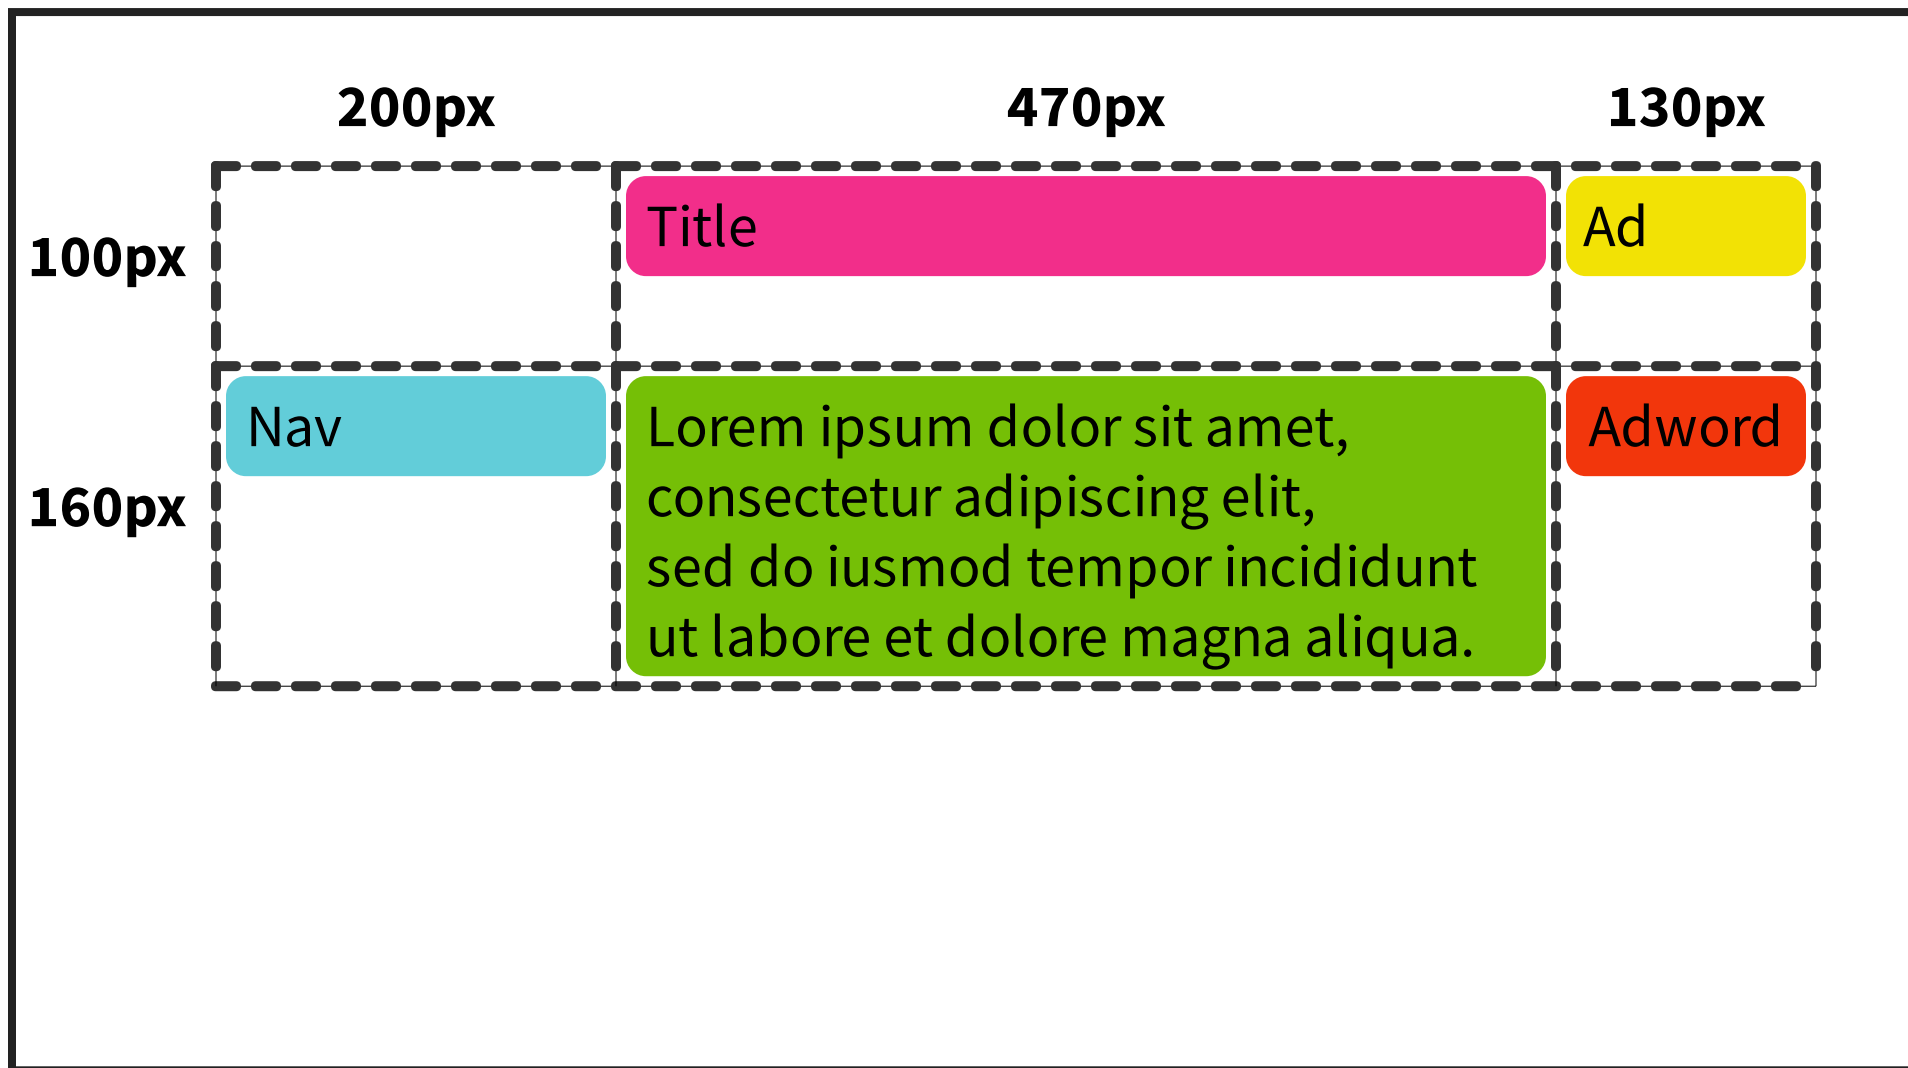 200px 470px 130px
100px
Title
Ad
160px
Nav
Lorem ipsum dolor sit amet,
consectetur adipiscing elit,
sed do iusmod tempor incididunt
ut labore et dolore magna aliqua.
Adword